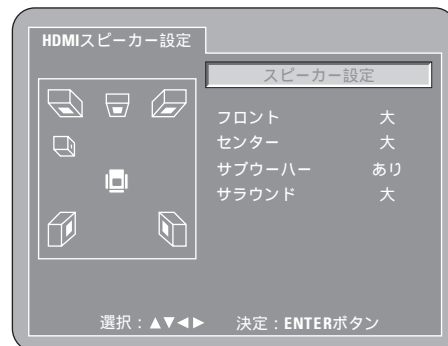 HDMIスピーカー設定
スピーカー設定
フロント 大
センター 大
サブウーハー あり
サラウンド 大
選択：▲▼◀▶ 決定：ENTERボタン